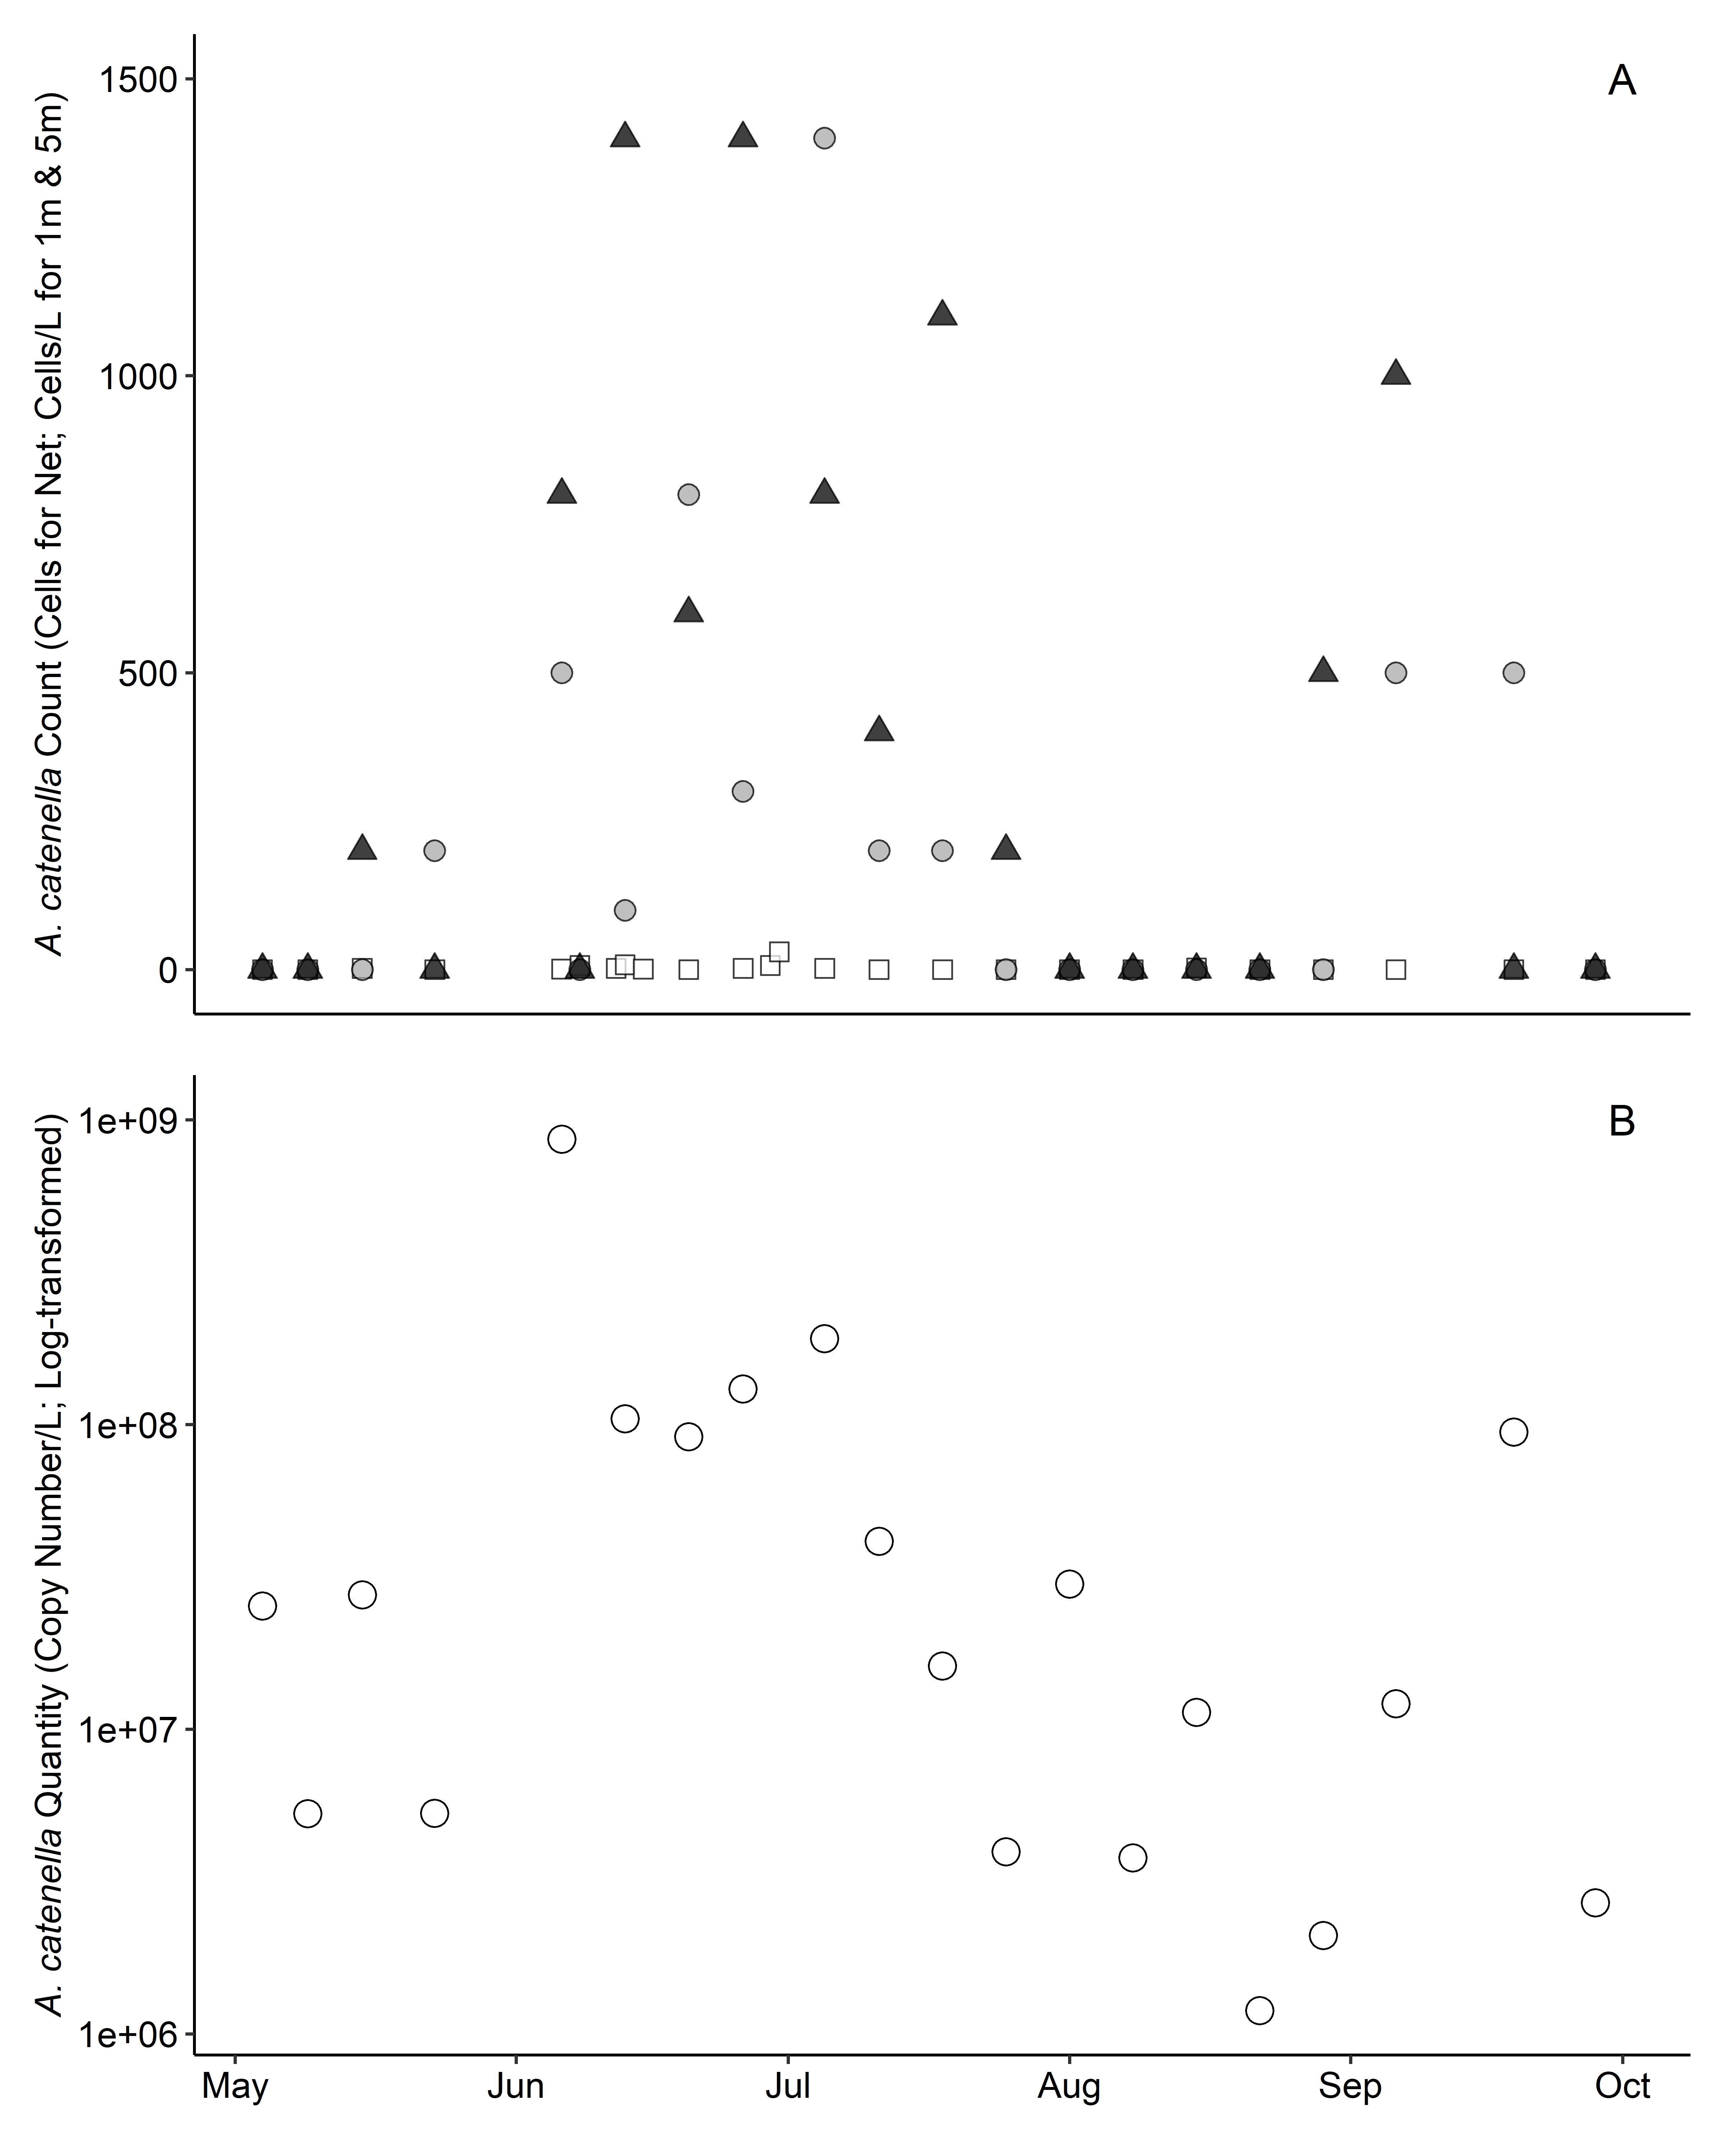 A
1500
1000
500
0
A. catenella Count (Cells for Net; Cells/L for 1m & 5m)
B
1e+09
1e+08
1e+07
1e+06
A. catenella Quantity (Copy Number/L; Log-transformed)
May Jun Jul Aug Sep Oct